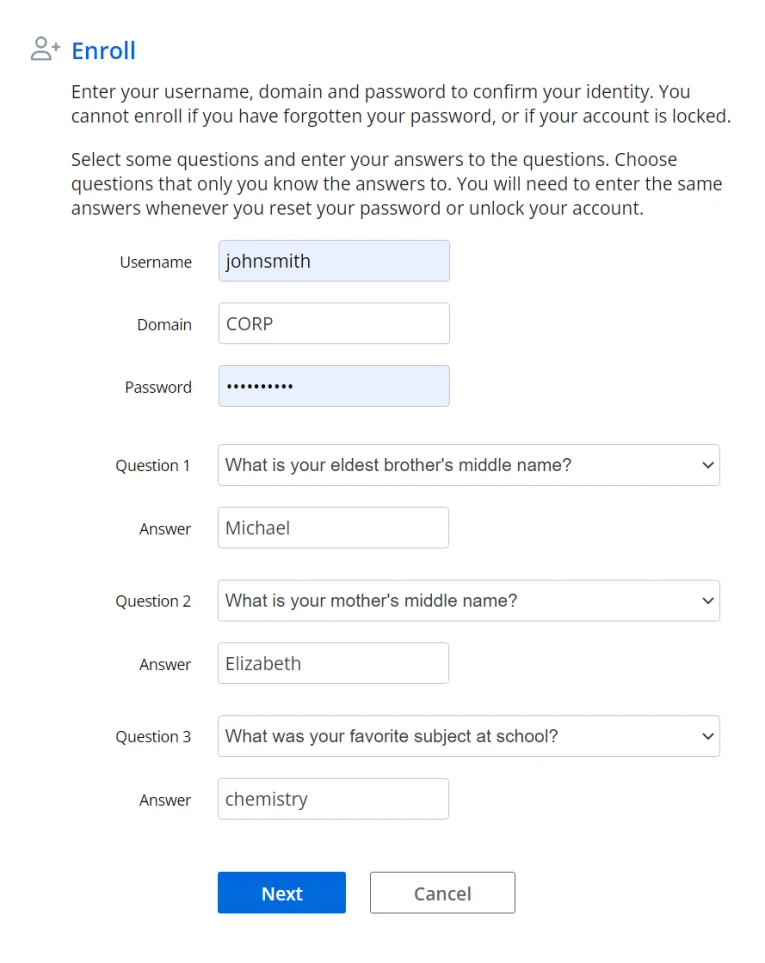 Enroll
Enter your username, domain and password to confirm your identity. You
cannot enroll if you have forgotten your password, or if your account is locked.
Select some questions and enter your answers to the questions. Choose
questions that only you know the answers to. You will need to enter the same
answers whenever you reset your password or unlock your account.
Username johnsmith
Domain CORP
Password ••••••••••
Question 1 What is your eldest brother's middle name?
Answer Michael
Question 2 What is your mother's middle name?
Answer Elizabeth
Question 3 What was your favorite subject at school?
Answer chemistry
Next Cancel